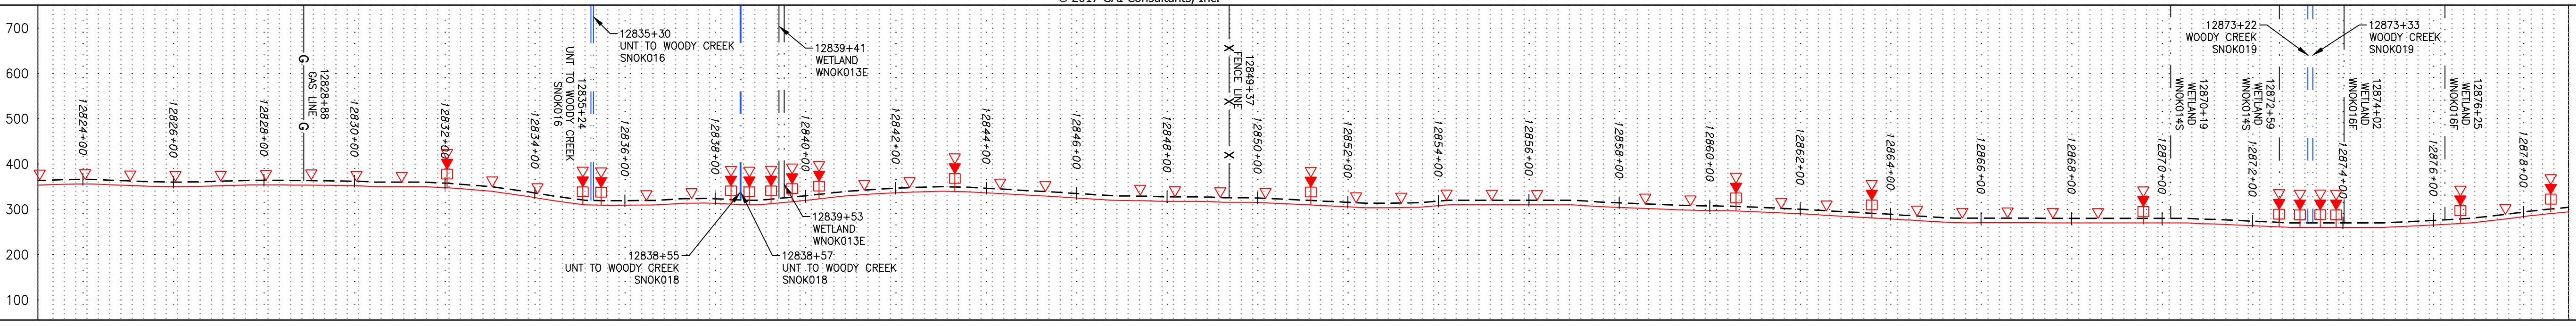 © 2017 GAI Consultants, Inc.
700
600
500
400
300
200
100
12824+00
12826+00
12828+00
12828+88
GAS LINE
G
G
12830+00
12832+00
12834+00
12835+24
UNT TO WOODY CREEK
SNOK016
12835+30
UNT TO WOODY CREEK
SNOK016
12836+00
12838+00
12838+55
UNT TO WOODY CREEK
SNOK018
12838+57
UNT TO WOODY CREEK
SNOK018
12839+41
WETLAND
WNOK013E
12839+53
WETLAND
WNOK013E
12840+00
12842+00
12844+00
12846+00
12848+00
12849+37
FENCE LINE
X
X
X
12850+00
12852+00
12854+00
12856+00
12858+00
12860+00
12862+00
12864+00
12866+00
12868+00
12870+00
12870+19
WETLAND
WNOK014S
12872+00
12872+59
WETLAND
WNOK014S
12873+22
WOODY CREEK
SNOK019
12873+33
WOODY CREEK
SNOK019
12874+00
12874+02
WETLAND
WNOK016F
12876+00
12876+25
WETLAND
WNOK016F
12878+00